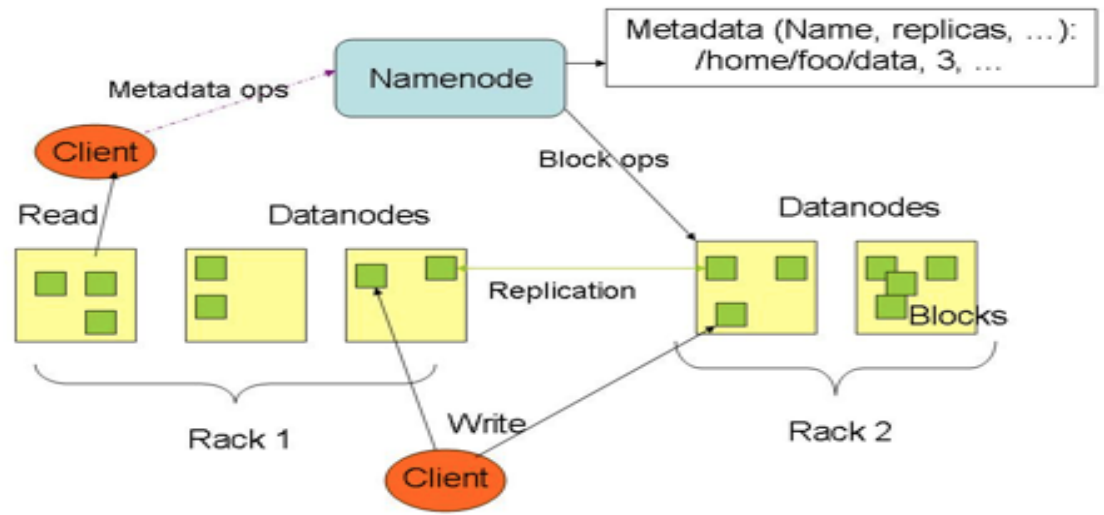 Metadata (Name, replicas, ...):
/home/foo/data, 3, ...
Namenode
Metadata ops
Client
Block ops
Read
Datanodes
Datanodes
Replication
Blocks
Rack 1
Write
Rack 2
Client